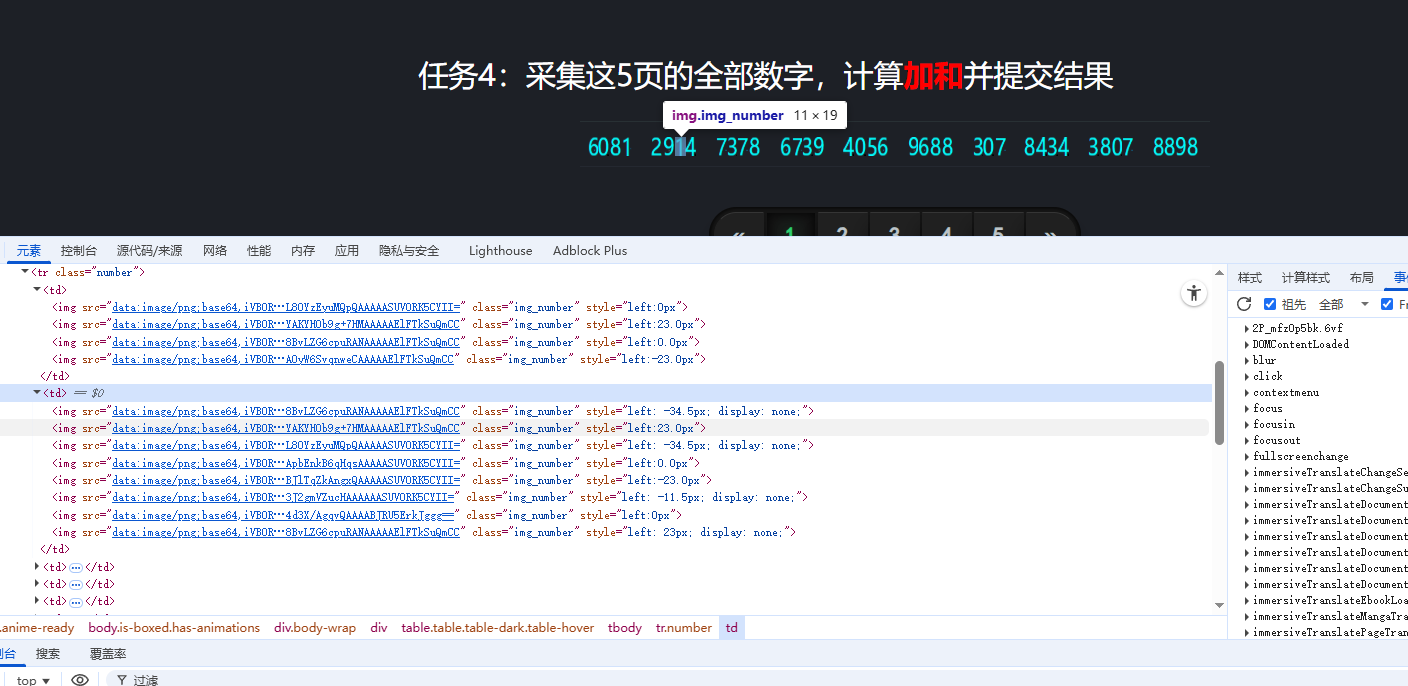 任务4：采集这5页的全部数字，计算加和并提交结果
img.img_number 11 × 19
6081 2914 7378 6739 4056 9688 307 8434 3807 8898
« 1 2 3 4 5 »
元素 控制台 源代码/来源 网络 性能 内存 应用 隐私与安全 Lighthouse Adblock Plus
<tr class="number">
<td>
<img src="data:image/png;base64,iVBOR…L8OYzEyuMQpQAAAAASUVORK5CYII=" class="img_number" style="left:0px">
<img src="data:image/png;base64,iVBOR…YAKYHOb9g+7HMAAAAAElFTkSuQmCC" class="img_number" style="left:23.0px">
<img src="data:image/png;base64,iVBOR…8BvLZG6cpuRANAAAAAElFTkSuQmCC" class="img_number" style="left:0.0px">
<img src="data:image/png;base64,iVBOR…AOyW6SvqnweCAAAAAElFTkSuQmCC" class="img_number" style="left:-23.0px">
</td>
<td> == $0
<img src="data:image/png;base64,iVBOR…8BvLZG6cpuRANAAAAAElFTkSuQmCC" class="img_number" style="left: -34.5px; display: none;">
<img src="data:image/png;base64,iVBOR…YAKYHOb9g+7HMAAAAAElFTkSuQmCC" class="img_number" style="left:23.0px">
<img src="data:image/png;base64,iVBOR…L8OYzEyuMQpQAAAAASUVORK5CYII=" class="img_number" style="left: -34.5px; display: none;">
<img src="data:image/png;base64,iVBOR…ApbEnkB6qHqsAAAAASUVORK5CYII=" class="img_number" style="left:0.0px">
<img src="data:image/png;base64,iVBOR…BJlTqZkAngxQAAAAASUVORK5CYII=" class="img_number" style="left:-23.0px">
<img src="data:image/png;base64,iVBOR…3J2gmVZucHAAAAAASUVORK5CYII=" class="img_number" style="left: -11.5px; display: none;">
<img src="data:image/png;base64,iVBOR…4d3X/AgqvQAAAABJRU5ErkJggg==" class="img_number" style="left:0px">
<img src="data:image/png;base64,iVBOR…8BvLZG6cpuRANAAAAAElFTkSuQmCC" class="img_number" style="left: 23px; display: none;">
</td>
<td>…</td>
<td>…</td>
<td>…</td>
.anime-ready body.is-boxed.has-animations div.body-wrap div table.table.table-dark.table-hover tbody tr.number td
搜索 覆盖率
top 过滤
样式 计算样式 布局
祖先 全部
2P_mfz0p5bk.6vf
DOMContentLoaded
blur
click
contextmenu
focus
focusin
focusout
fullscreenchange
immersiveTranslateChangeSe
immersiveTranslateChangeSu
immersiveTranslateDocument
immersiveTranslateDocument
immersiveTranslateDocument
immersiveTranslateDocument
immersiveTranslateDocument
immersiveTranslateEbookLoa
immersiveTranslateMangaTra
immersiveTranslatePageTran